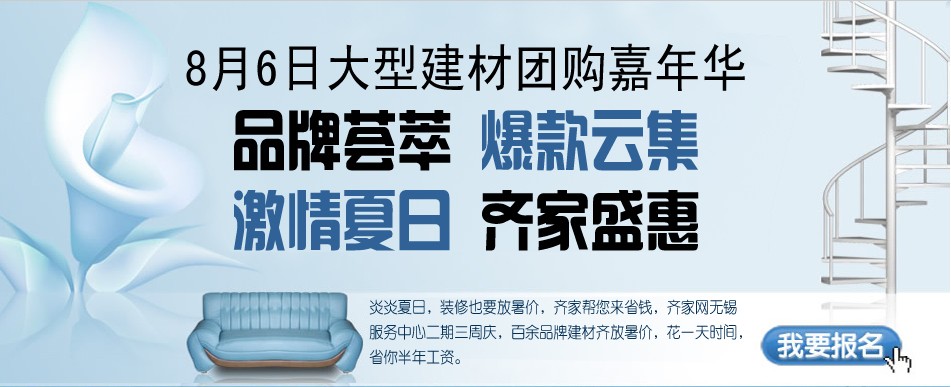 8月6日大型建材团购嘉年华
品牌荟萃 爆款云集
激情夏日 齐家盛惠
炎炎夏日，装修也要放暑价，齐家帮您来省钱，齐家网无锡
服务中心二期三周庆，百余品牌建材齐放暑价，花一天时间，
省你半年工资。
我要报名